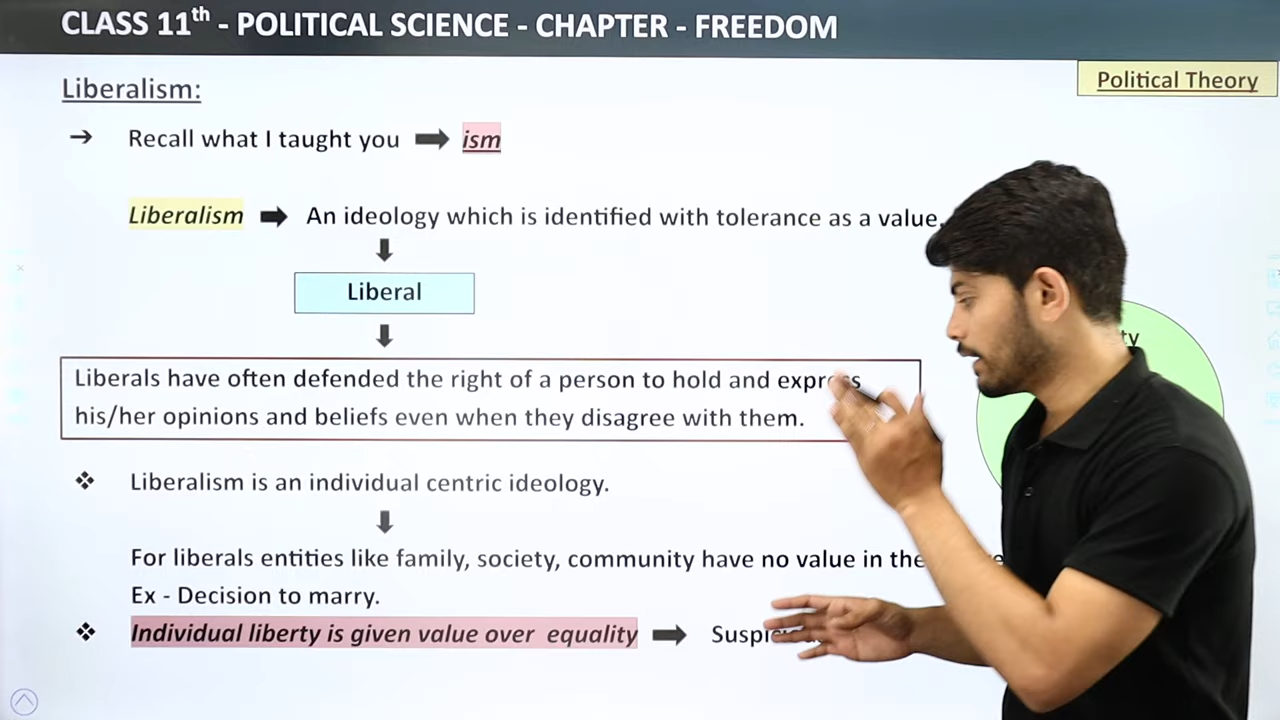 CLASS 11th - POLITICAL SCIENCE - CHAPTER - FREEDOM
Political Theory
Liberalism:
→ Recall what I taught you ➡ ism
Liberalism ➡ An ideology which is identified with tolerance as a value.
Liberal
Liberals have often defended the right of a person to hold and express
his/her opinions and beliefs even when they disagree with them.
❖ Liberalism is an individual centric ideology.
For liberals entities like family, society, community have no value in
Ex - Decision to marry.
❖ Individual liberty is given value over equality ➡